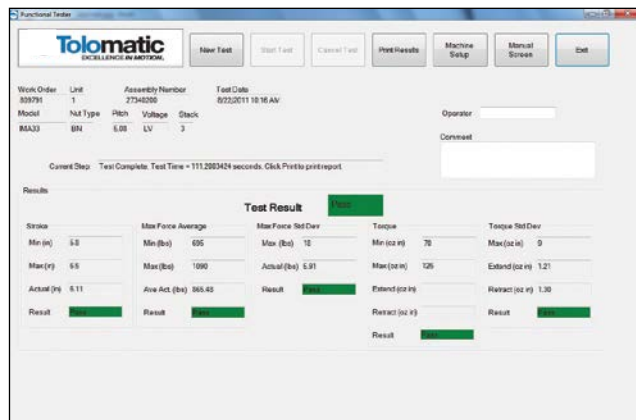 Functional Tester
Tolomatic
EXCELLENCE IN MOTION.
New Test
Start Test
Cancel Test
Print Results
Machine Setup
Manual Screen
Exit
Work Order Unit Assembly Number Test Date
809791 1 27340200 8/22/2011 10:16 AM
Model Nut Type Pitch Voltage Stack
IMA33 BN 5.08 LV 3
Operator
Comment
Current Step: Test Complete. Test Time = 111.2003424 seconds. Click Print to print report
Results
Test Result Pass
Stroke Max Force Average Max Force Std Dev Torque Torque Std Dev
Min (in) 5.8 Min (lbs) 695 Max (lbs) 18 Min (oz in) 78 Max (oz in) 9
Max (in) 6.5 Max (lbs) 1090 Actual (lbs) 5.91 Max (oz in) 126 Extend (oz in) 1.21
Actual (in) 6.11 Ave Act. (lbs) 865.48 Result Pass Extend (oz in) Retract (oz in) 1.30
Result Pass Result Pass Retract (oz in) Result Pass
Result Pass